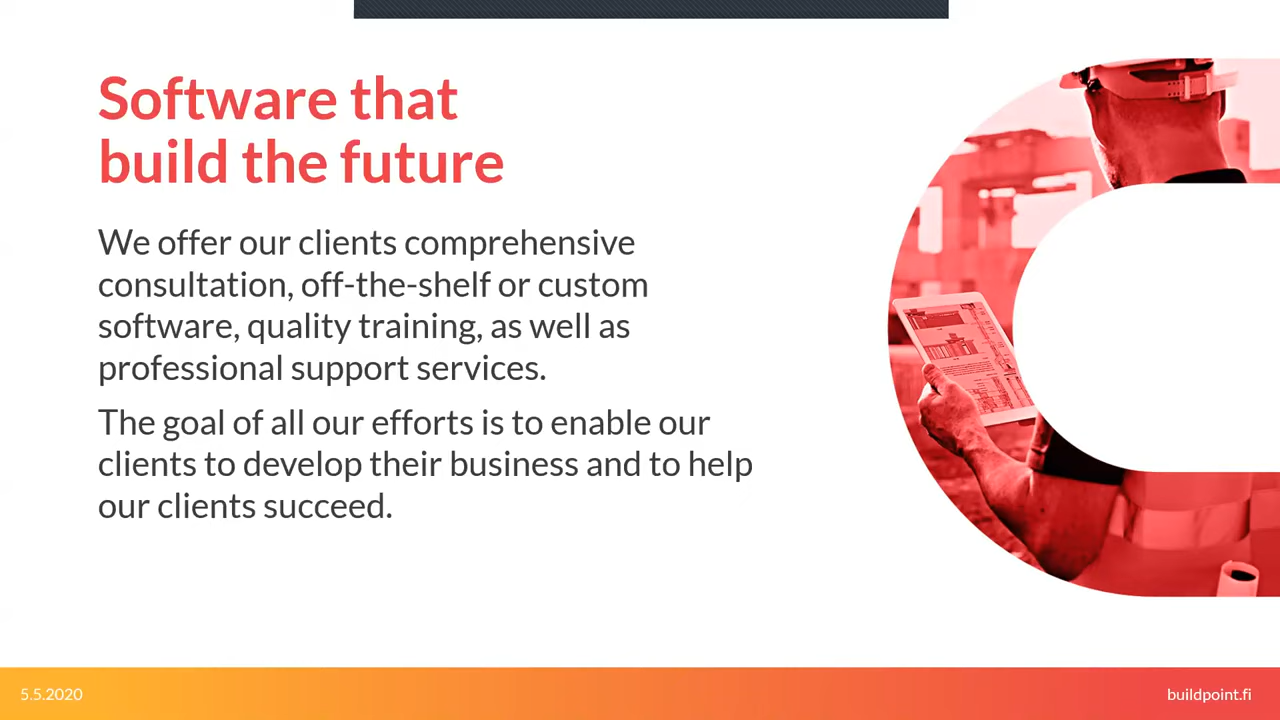 Software that
build the future
We offer our clients comprehensive
consultation, off-the-shelf or custom
software, quality training, as well as
professional support services.
The goal of all our efforts is to enable our
clients to develop their business and to help
our clients succeed.
5.5.2020
buildpoint.fi